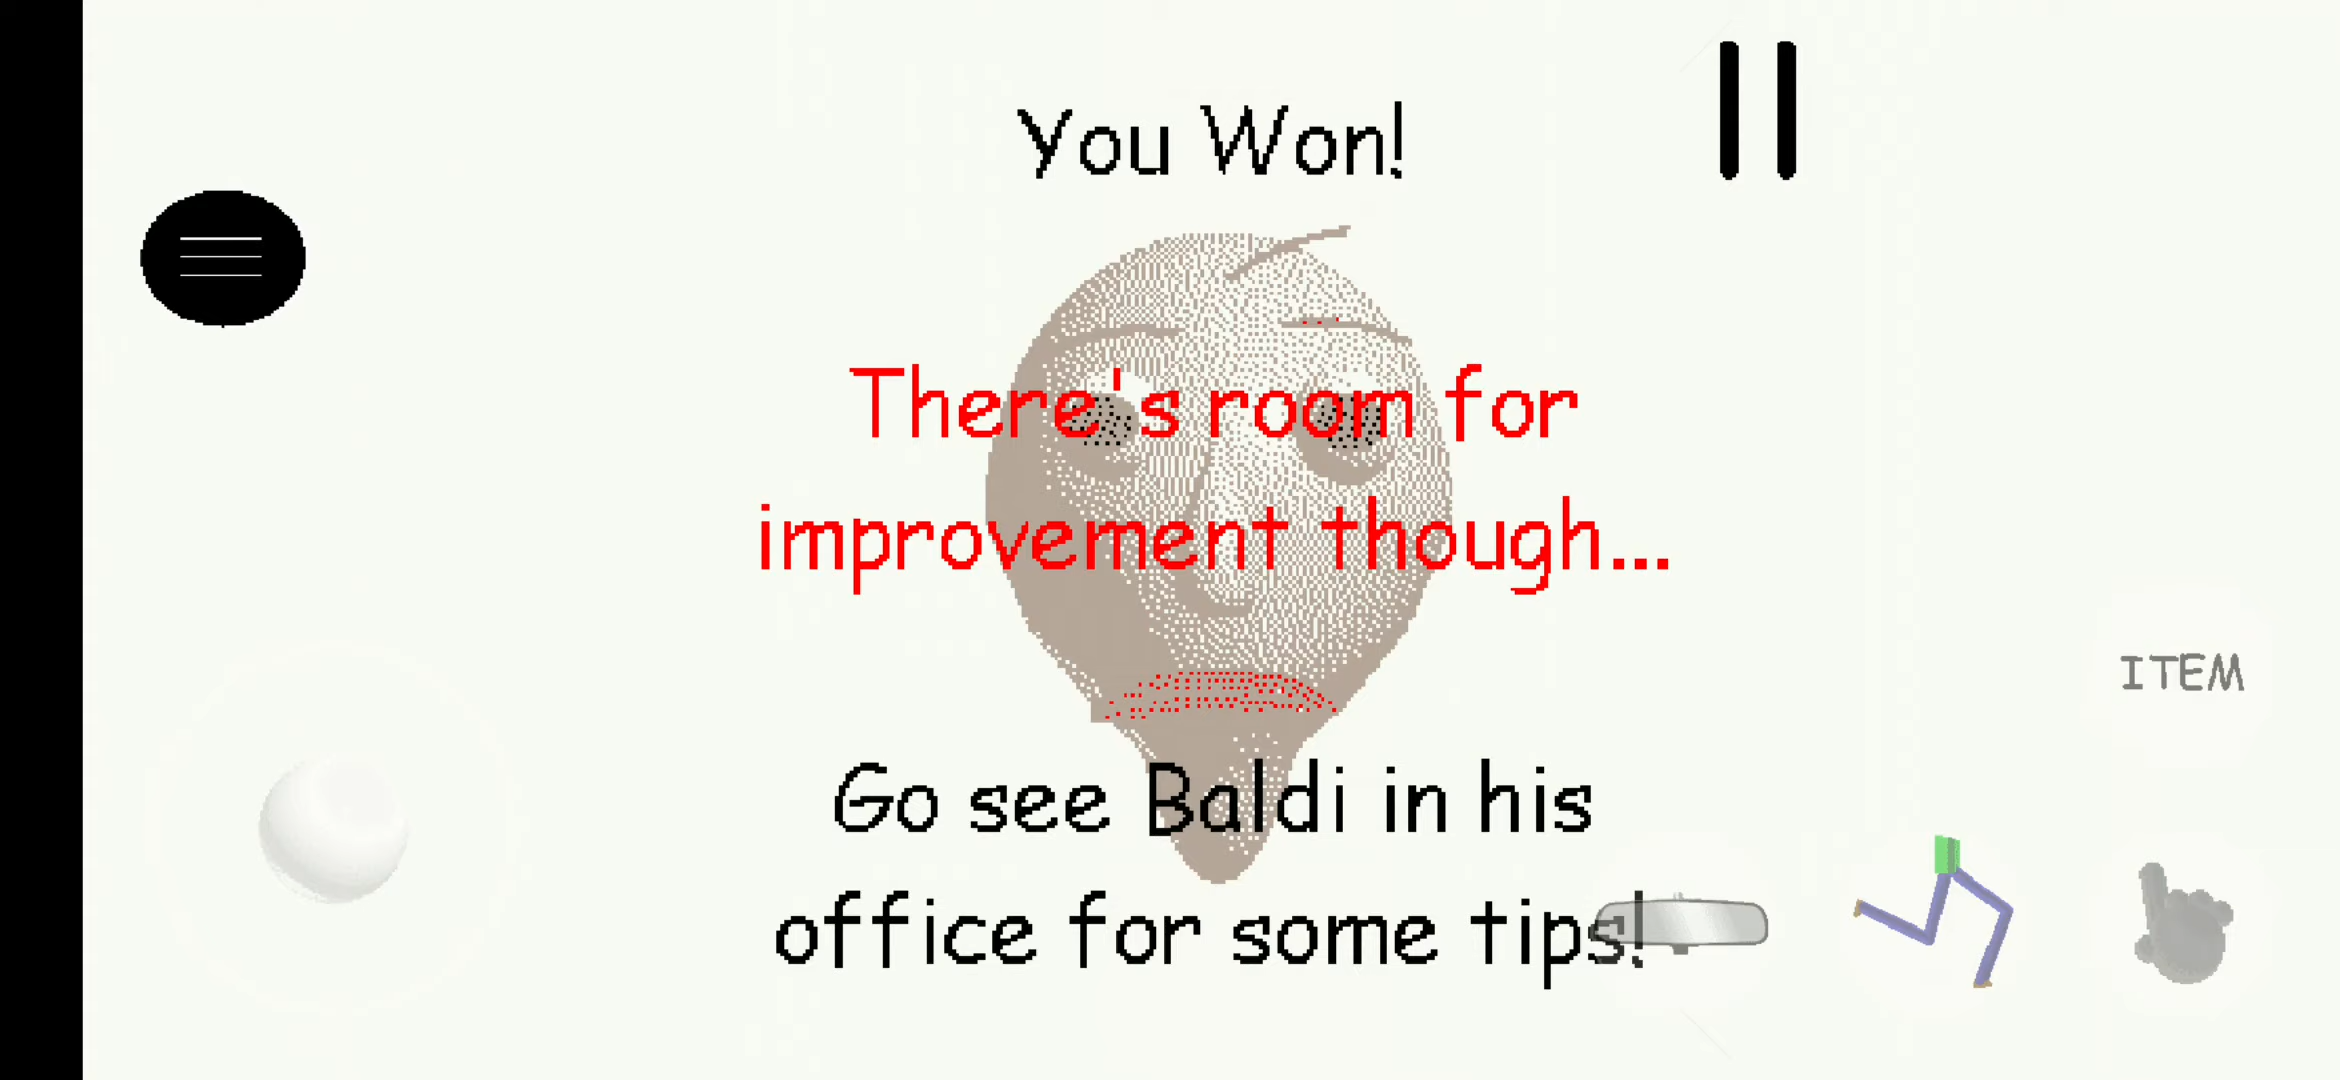 You Won!
There's room for
improvement though...
ITEM
Go see Baldi in his
office for some tips!